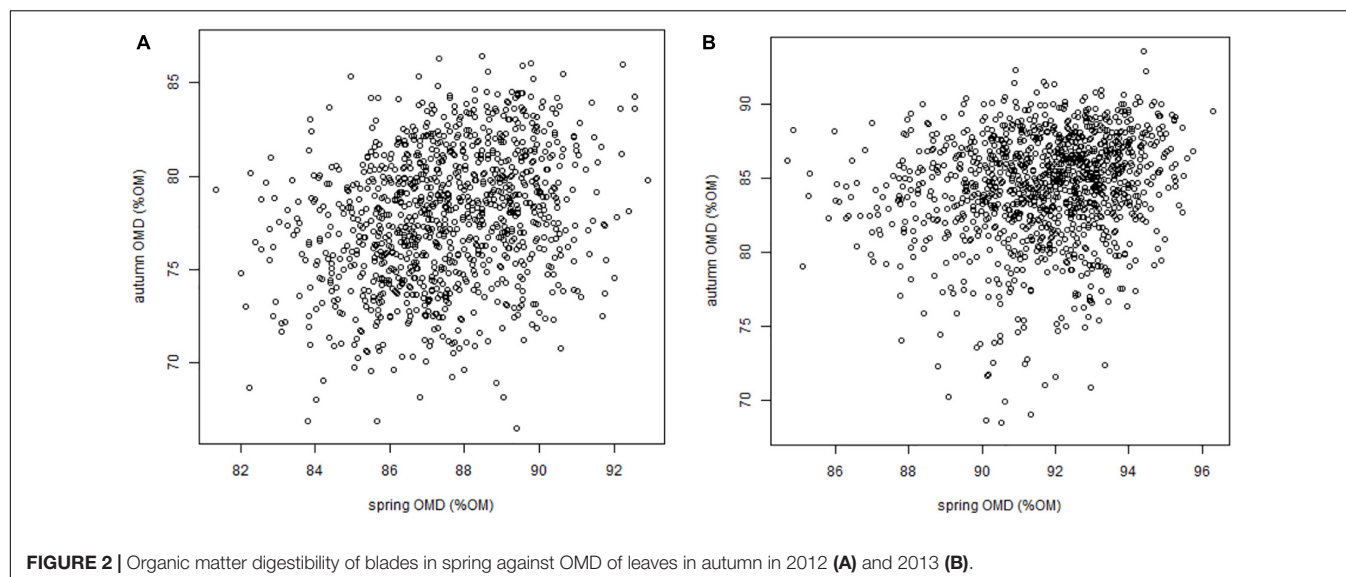 A
85
80
75
70
autumn OMD (%OM)
82 84 86 88 90 92
spring OMD (%OM)
B
90
85
80
75
70
autumn OMD (%OM)
86 88 90 92 94 96
spring OMD (%OM)
FIGURE 2 | Organic matter digestibility of blades in spring against OMD of leaves in autumn in 2012 (A) and 2013 (B).